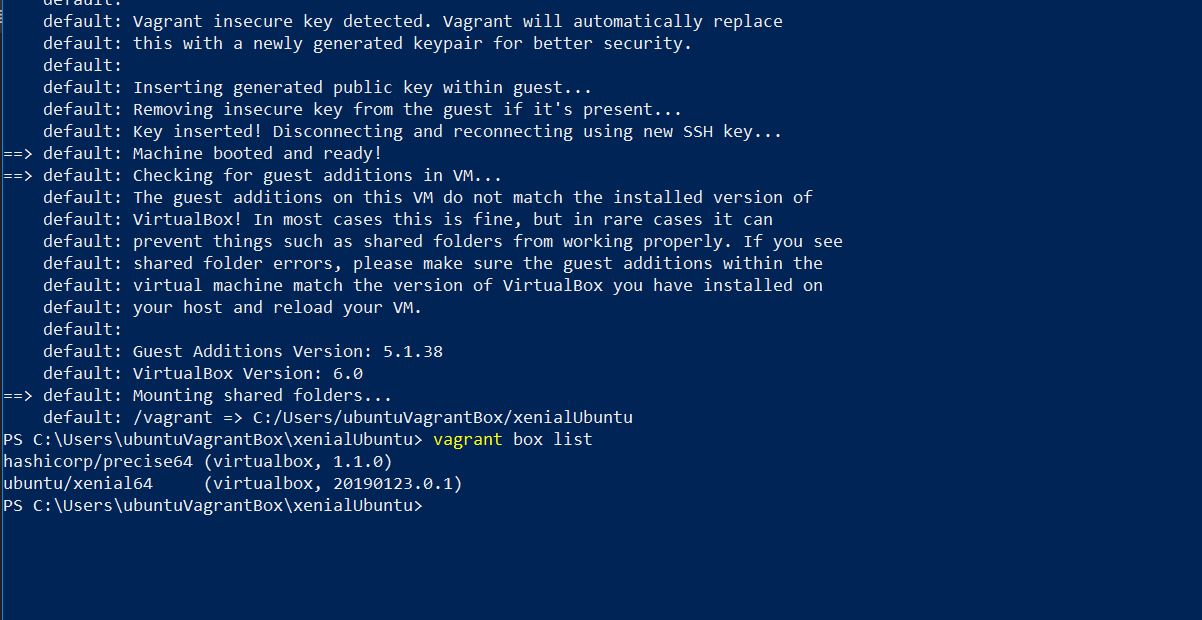 default:
default: Vagrant insecure key detected. Vagrant will automatically replace
default: this with a newly generated keypair for better security.
default:
default: Inserting generated public key within guest...
default: Removing insecure key from the guest if it's present...
default: Key inserted! Disconnecting and reconnecting using new SSH key...
==> default: Machine booted and ready!
==> default: Checking for guest additions in VM...
default: The guest additions on this VM do not match the installed version of
default: VirtualBox! In most cases this is fine, but in rare cases it can
default: prevent things such as shared folders from working properly. If you see
default: shared folder errors, please make sure the guest additions within the
default: virtual machine match the version of VirtualBox you have installed on
default: your host and reload your VM.
default:
default: Guest Additions Version: 5.1.38
default: VirtualBox Version: 6.0
==> default: Mounting shared folders...
default: /vagrant => C:/Users/ubuntuVagrantBox/xenialUbuntu
PS C:\Users\ubuntuVagrantBox\xenialUbuntu> vagrant box list
hashicorp/precise64 (virtualbox, 1.1.0)
ubuntu/xenial64     (virtualbox, 20190123.0.1)
PS C:\Users\ubuntuVagrantBox\xenialUbuntu>